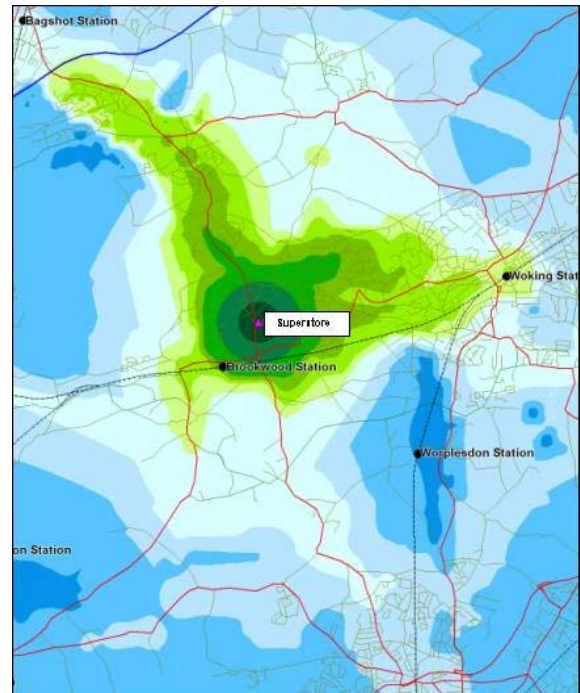 Bagshot Station
Woking Stat
Superstore
Brookwood Station
Worplesdon Station
on Station